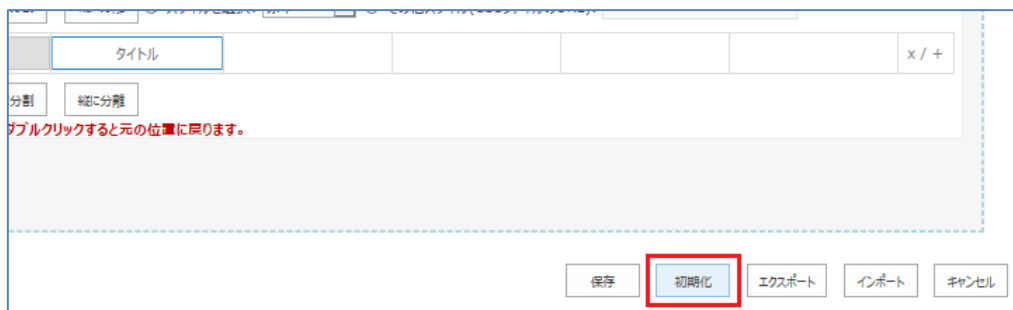 タイトル x / +
分割 縦に分離
ダブルクリックすると元の位置に戻ります。
保存 初期化 エクスポート インポート キャンセル